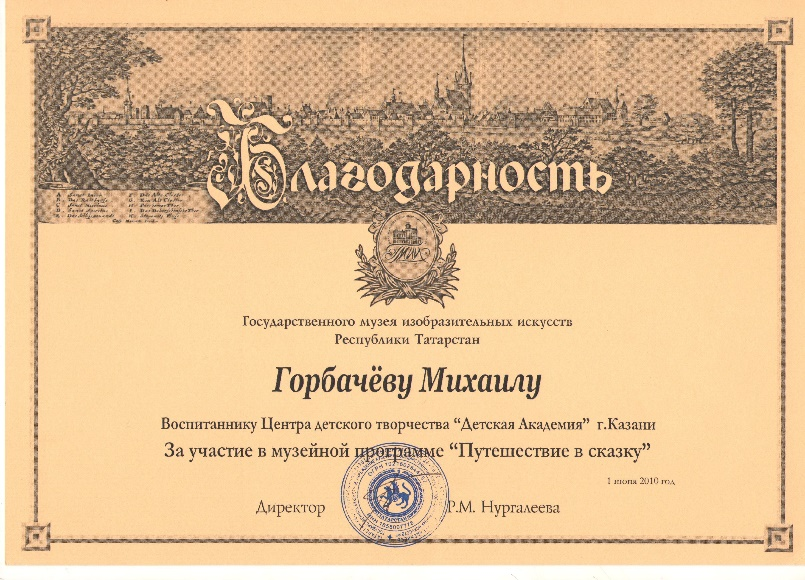 Благодарность
Государственного музея изобразительных искусств
Республики Татарстан
Горбачёву Михаилу
Воспитаннику Центра детского творчества “Детская Академия” г.Казани
За участие в музейной программе “Путешествие в сказку”
1 июня 2010 год
Директор Р.М. Нургалеева